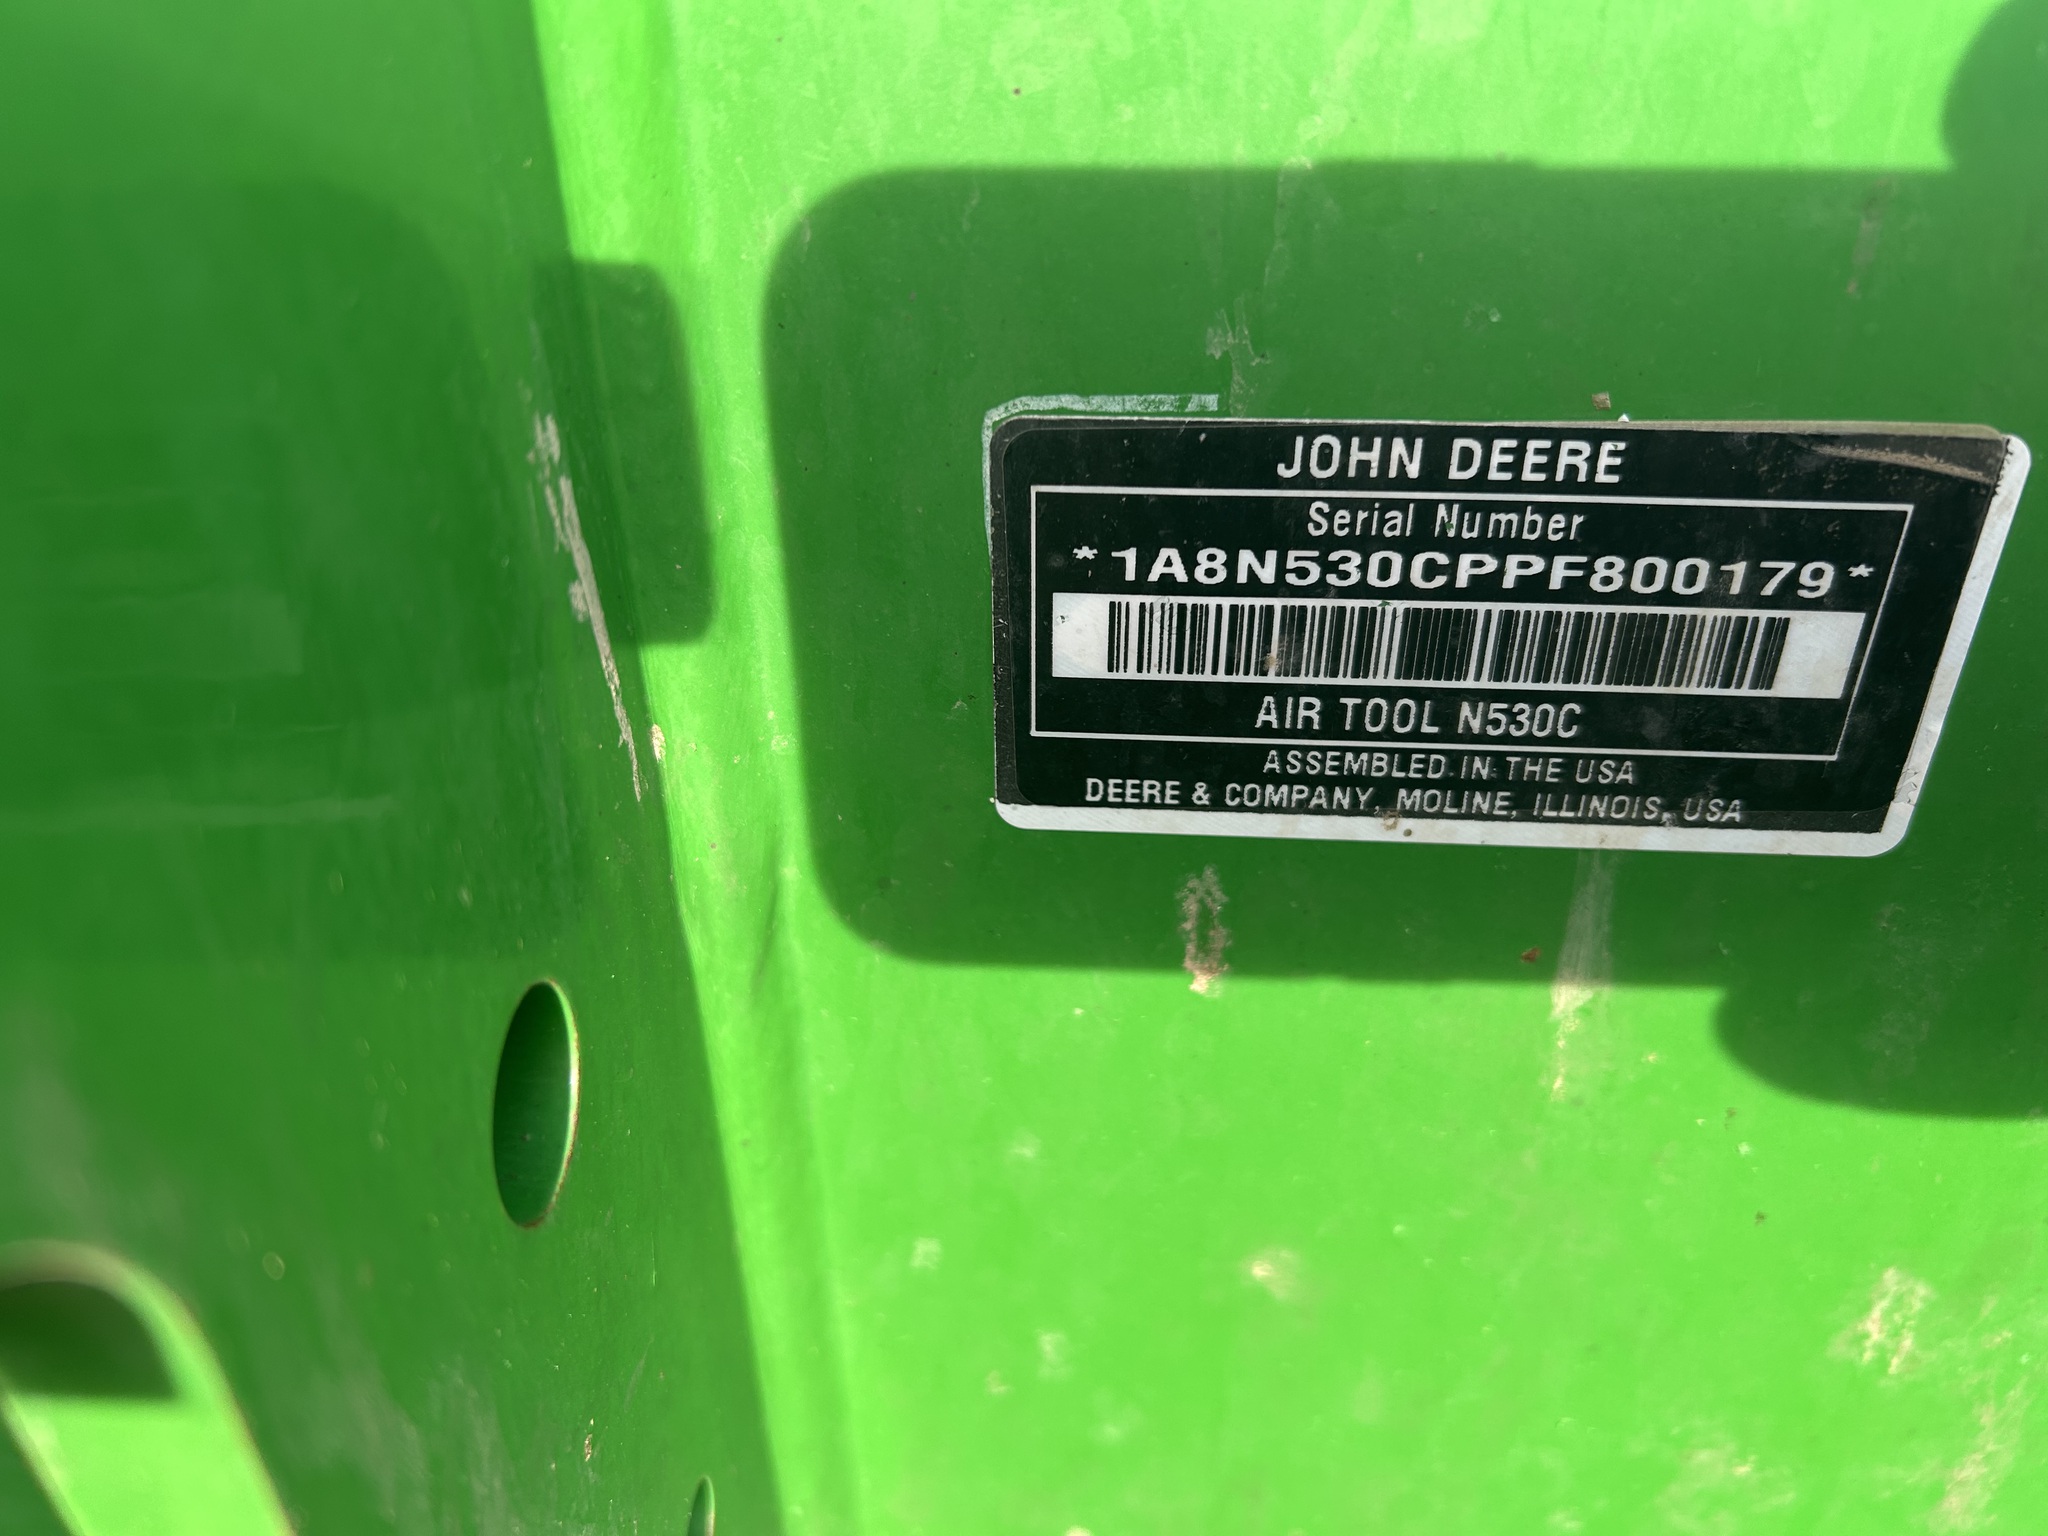 JOHN DEERE
Serial Number
*1A8N530CPPF800179*
AIR TOOL N530C
ASSEMBLED IN THE USA
DEERE & COMPANY, MOLINE, ILLINOIS, USA